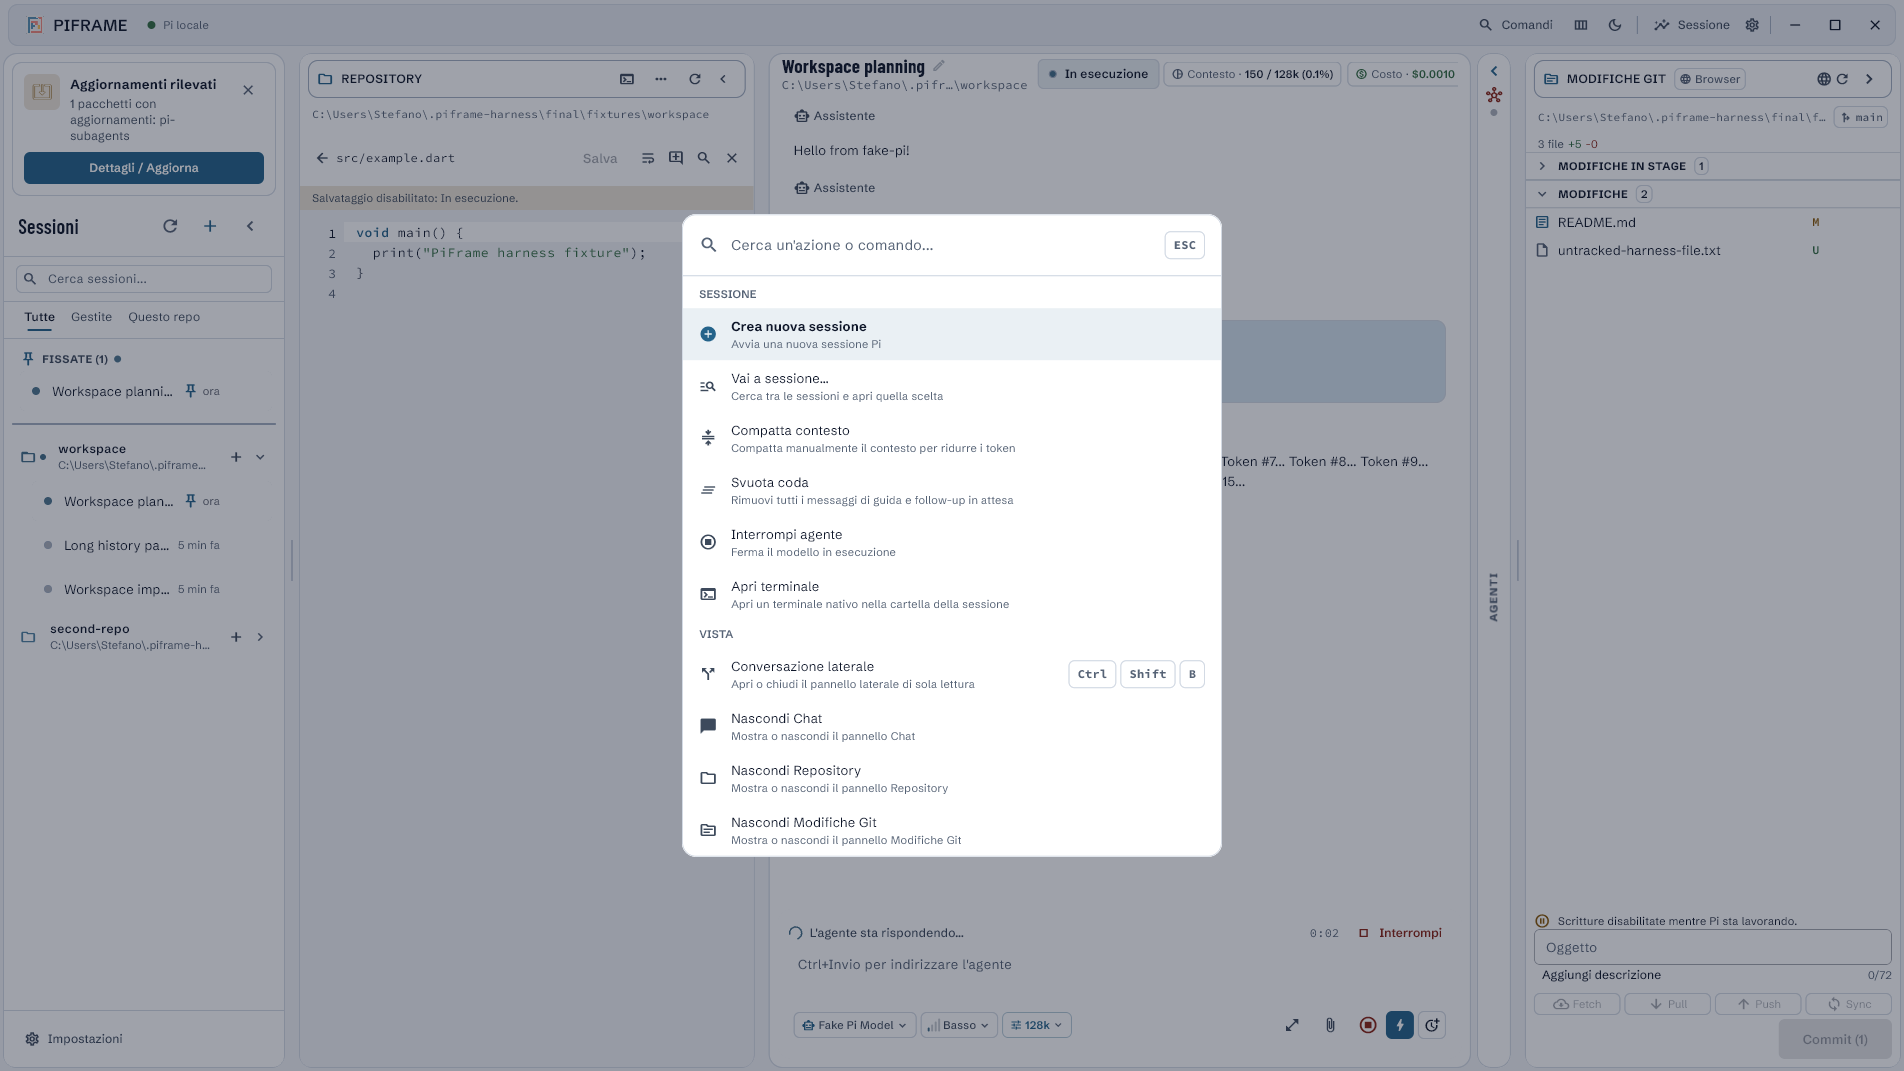 PIFRAME
Pi locale
Comandi
Sessione
Aggiornamenti rilevati
1 pacchetti con
aggiornamenti: pi-
subagents
Dettagli / Aggiorna
Sessioni
Cerca sessioni...
Tutte
Gestite
Questo repo
FISSATE (1)
Workspace planni...
ora
workspace
C:\Users\Stefano\.piframe...
Workspace plan...
ora
Long history pa...
5 min fa
Workspace imp...
5 min fa
second-repo
C:\Users\Stefano\.piframe-h...
Impostazioni
REPOSITORY
C:\Users\Stefano\.piframe-harness\final\fixtures\workspace
src/example.dart
Salva
Salvataggio disabilitato: In esecuzione.
1 void main() {
2 print("PiFrame harness fixture");
3 }
4
Workspace planning
C:\Users\Stefano\.pifr…\workspace
In esecuzione
Contesto · 150 / 128k (0.1%)
Costo · $0.0010
Assistente
Hello from fake-pi!
Assistente
Token #7... Token #8... Token #9...
15...
Cerca un'azione o comando...
ESC
SESSIONE
Crea nuova sessione
Avvia una nuova sessione Pi
Vai a sessione...
Cerca tra le sessioni e apri quella scelta
Compatta contesto
Compatta manualmente il contesto per ridurre i token
Svuota coda
Rimuovi tutti i messaggi di guida e follow-up in attesa
Interrompi agente
Ferma il modello in esecuzione
Apri terminale
Apri un terminale nativo nella cartella della sessione
VISTA
Conversazione laterale
Apri o chiudi il pannello laterale di sola lettura
Ctrl
Shift
B
Nascondi Chat
Mostra o nascondi il pannello Chat
Nascondi Repository
Mostra o nascondi il pannello Repository
Nascondi Modifiche Git
Mostra o nascondi il pannello Modifiche Git
L'agente sta rispondendo...
0:02
Interrompi
Ctrl+Invio per indirizzare l'agente
Fake Pi Model
Basso
128k
AGENTI
MODIFICHE GIT
Browser
C:\Users\Stefano\.piframe-harness\final\f…
main
3 file +5 -0
MODIFICHE IN STAGE 1
MODIFICHE 2
README.md
M
untracked-harness-file.txt
U
Scritture disabilitate mentre Pi sta lavorando.
Oggetto
Aggiungi descrizione
0/72
Fetch
Pull
Push
Sync
Commit (1)